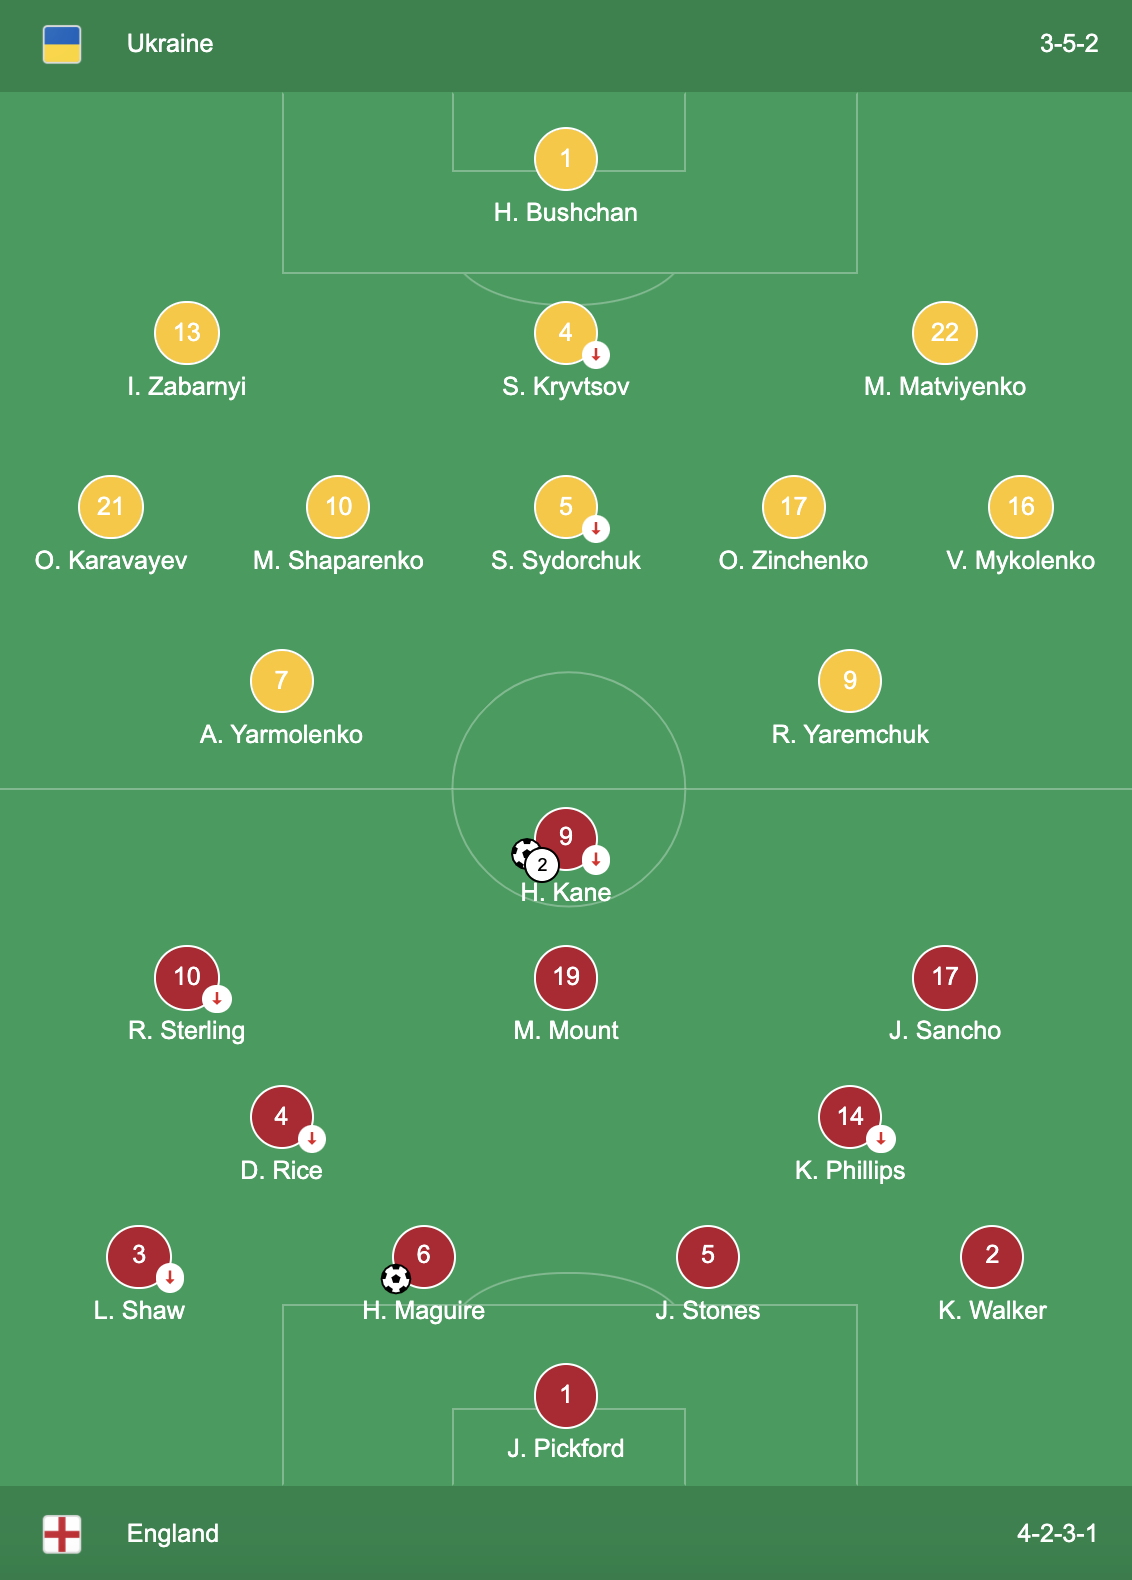 Ukraine 3-5-2
1
H. Bushchan
13 4 22
I. Zabarnyi S. Kryvtsov M. Matviyenko
21 10 5 17 16
O. Karavayev M. Shaparenko S. Sydorchuk O. Zinchenko V. Mykolenko
7 9
A. Yarmolenko R. Yaremchuk
9
2
H. Kane
10 19 17
R. Sterling M. Mount J. Sancho
4 14
D. Rice K. Phillips
3 6 5 2
L. Shaw H. Maguire J. Stones K. Walker
1
J. Pickford
England 4-2-3-1